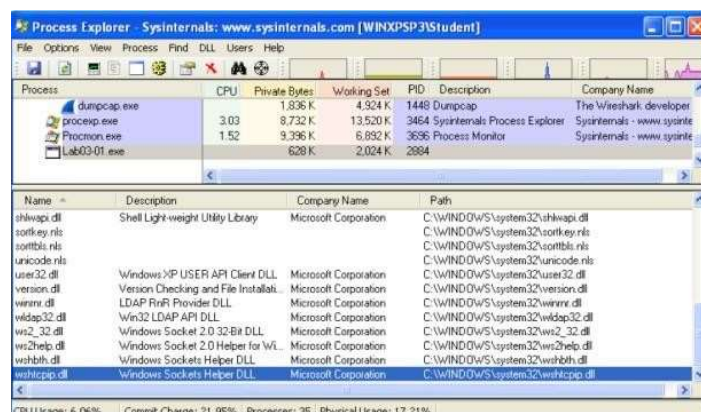 Process Explorer - Sysinternals: www.sysinternals.com [WINXPSP3\Student]
File Options View Process Find DLL Users Help
Process CPU Private Bytes Working Set PID Description Company Name
dumpcap.exe 1,836 K 4,924 K 1448 Dumpcap The Wireshark developer
procexp.exe 3.03 8,732 K 13,520 K 3464 Sysinternals Process Explorer Sysinternals - www.sysinte
Procmon.exe 1.52 9,396 K 6,892 K 3696 Process Monitor Sysinternals - www.sysinte
Lab03-01.exe 628 K 2,024 K 2884
Name Description Company Name Path
shlwapi.dll Shell Light-weight Utility Library Microsoft Corporation C:\WINDOWS\system32\shlwapi.dll
sortkey.nls C:\WINDOWS\system32\sortkey.nls
sorttbls.nls C:\WINDOWS\system32\sorttbls.nls
unicode.nls C:\WINDOWS\system32\unicode.nls
user32.dll Windows XP USER API Client DLL Microsoft Corporation C:\WINDOWS\system32\user32.dll
version.dll Version Checking and File Installati... Microsoft Corporation C:\WINDOWS\system32\version.dll
winrnr.dll LDAP RnR Provider DLL Microsoft Corporation C:\WINDOWS\system32\winrnr.dll
wldap32.dll Win32 LDAP API DLL Microsoft Corporation C:\WINDOWS\system32\wldap32.dll
ws2_32.dll Windows Socket 2.0 32-Bit DLL Microsoft Corporation C:\WINDOWS\system32\ws2_32.dll
ws2help.dll Windows Socket 2.0 Helper for Wi... Microsoft Corporation C:\WINDOWS\system32\ws2help.dll
wshbth.dll Windows Sockets Helper DLL Microsoft Corporation C:\WINDOWS\system32\wshbth.dll
wshtcpip.dll Windows Sockets Helper DLL Microsoft Corporation C:\WINDOWS\system32\wshtcpip.dll
CPU Usage: 6.06% Commit Charge: 21.95% Processes: 35 Physical Usage: 17.21%